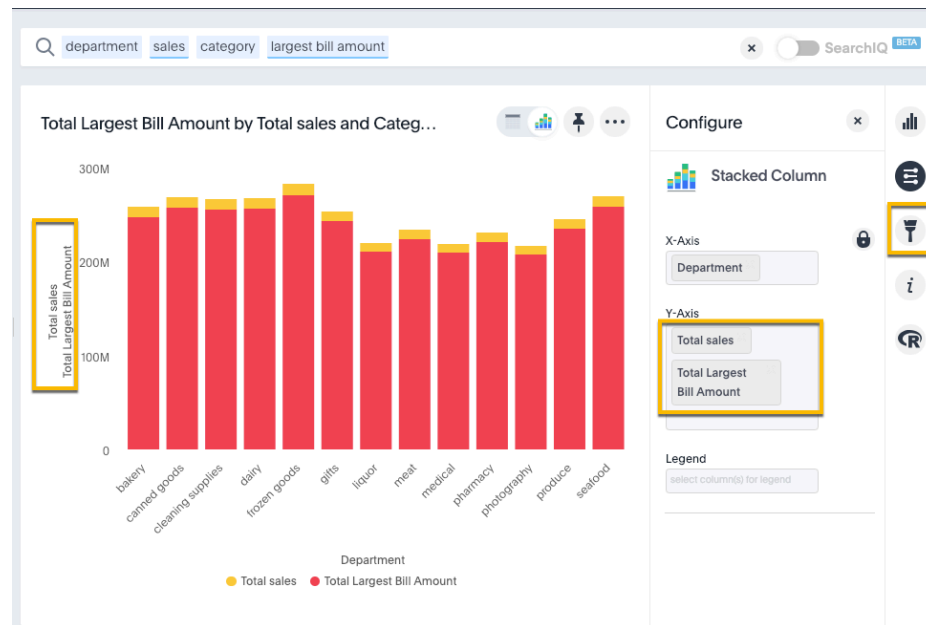 department sales category largest bill amount
SearchIQ BETA
Total Largest Bill Amount by Total sales and Categ...
Configure
Stacked Column
X-Axis
Department
Y-Axis
Total sales
Total Largest
Bill Amount
Legend
select column(s) for legend
300M
200M
100M
0
Total sales
Total Largest Bill Amount
bakery
canned goods
cleaning supplies
dairy
frozen goods
gifts
liquor
meat
medical
pharmacy
photography
produce
seafood
Department
Total sales Total Largest Bill Amount
i
R